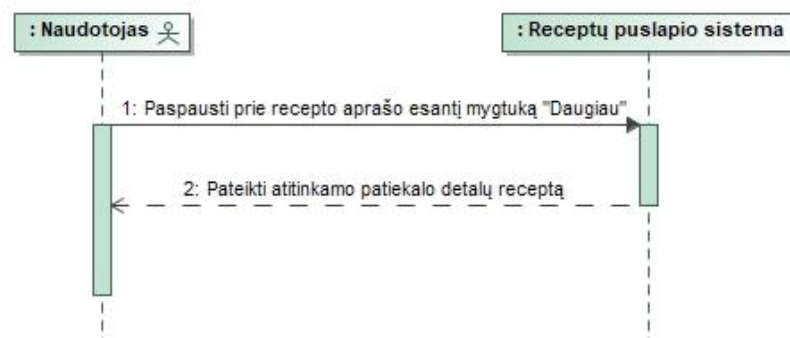 : Naudotojas
: Receptų puslapio sistema
1: Paspausti prie recepto aprašo esantį mygtuką "Daugiau"
2: Pateikti atitinkamo patiekalo detalų receptą